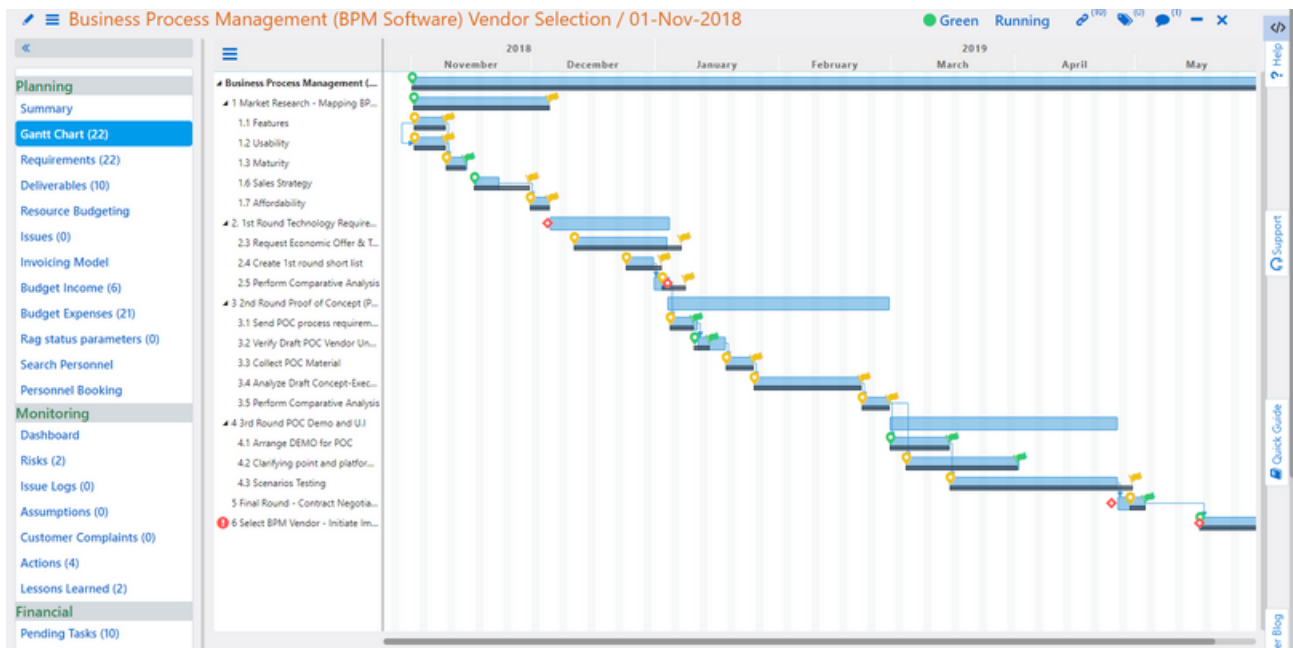 Business Process Management (BPM Software) Vendor Selection / 01-Nov-2018
Green Running (10) (0) (1)
</>
? Help
Support
Quick Guide
er Blog
«
Planning
Summary
Gantt Chart (22)
Requirements (22)
Deliverables (10)
Resource Budgeting
Issues (0)
Invoicing Model
Budget Income (6)
Budget Expenses (21)
Rag status parameters (0)
Search Personnel
Personnel Booking
Monitoring
Dashboard
Risks (2)
Issue Logs (0)
Assumptions (0)
Customer Complaints (0)
Actions (4)
Lessons Learned (2)
Financial
Pending Tasks (10)
2018 2019
November December January February March April May
Business Process Management (...
1 Market Research - Mapping BP...
1.1 Features
1.2 Usability
1.3 Maturity
1.6 Sales Strategy
1.7 Affordability
2. 1st Round Technology Require...
2.3 Request Economic Offer & T...
2.4 Create 1st round short list
2.5 Perform Comparative Analysis
3 2nd Round Proof of Concept (P...
3.1 Send POC process requirem...
3.2 Verify Draft POC Vendor Un...
3.3 Collect POC Material
3.4 Analyze Draft Concept-Exec...
3.5 Perform Comparative Analysis
4 3rd Round POC Demo and U.I
4.1 Arrange DEMO for POC
4.2 Clarifying point and platfor...
4.3 Scenarios Testing
5 Final Round - Contract Negotia...
6 Select BPM Vendor - Initiate Im...